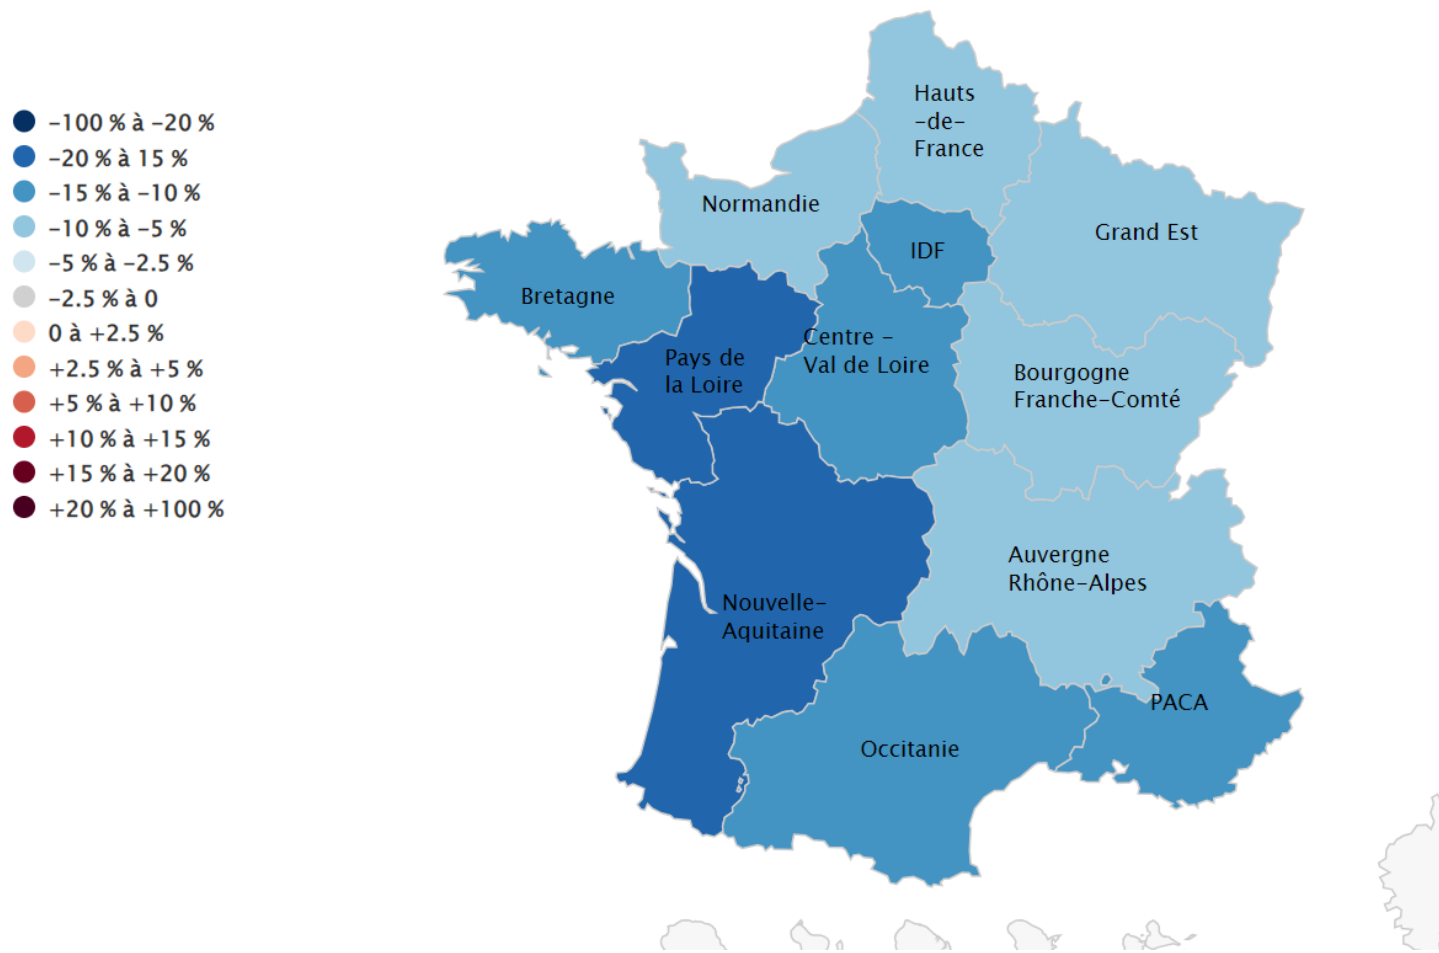 -100 % à -20 %
-20 % à 15 %
-15 % à -10 %
-10 % à -5 %
-5 % à -2.5 %
-2.5 % à 0
0 à +2.5 %
+2.5 % à +5 %
+5 % à +10 %
+10 % à +15 %
+15 % à +20 %
+20 % à +100 %
Hauts
-de-
France
Normandie
Grand Est
IDF
Bretagne
Centre -
Val de Loire
Pays de
la Loire
Bourgogne
Franche-Comté
Auvergne
Rhône-Alpes
Nouvelle-
Aquitaine
PACA
Occitanie